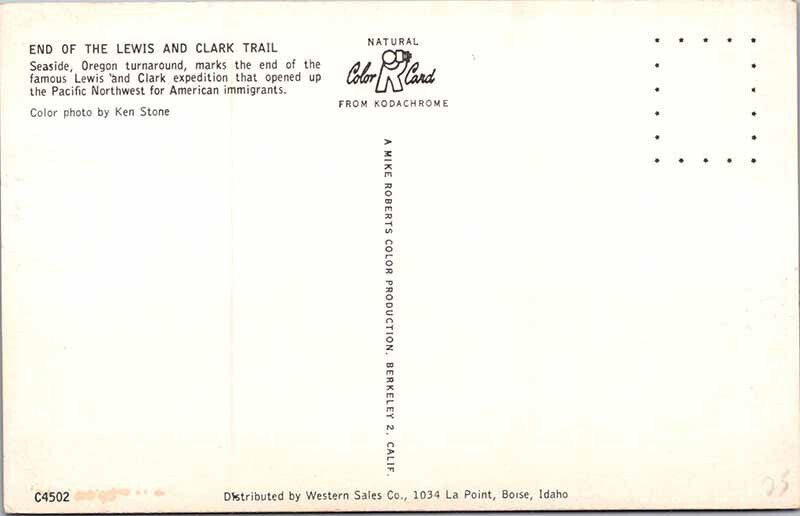 END OF THE LEWIS AND CLARK TRAIL
Seaside, Oregon turnaround, marks the end of the
famous Lewis and Clark expedition that opened up
the Pacific Northwest for American immigrants.
Color photo by Ken Stone
NATURAL
Color Card
FROM KODACHROME
A MIKE ROBERTS COLOR PRODUCTION, BERKELEY 2, CALIF.
C4502
Distributed by Western Sales Co., 1034 La Point, Boise, Idaho